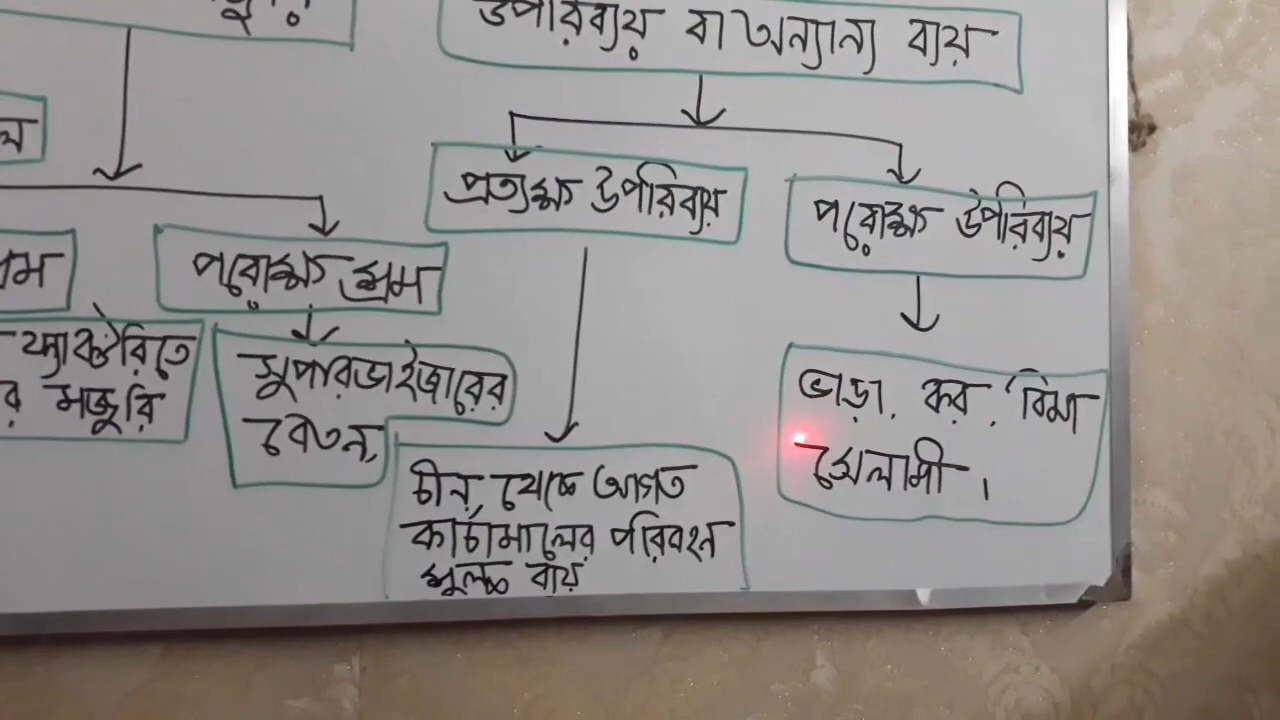 উপরিব্যয় বা অন্যান্য ব্যয়
প্রত্যক্ষ উপরিব্যয়
পরোক্ষ উপরিব্যয়
পরোক্ষ শ্রম
ফ্যাক্টরিতে
র মজুরি
সুপারভাইজারের
বেতন,
চীন থেকে আগত
কাঁচামালের পরিবহন
শুল্ক ব্যয়
ভাড়া, কর, বিমা
সেলামী।